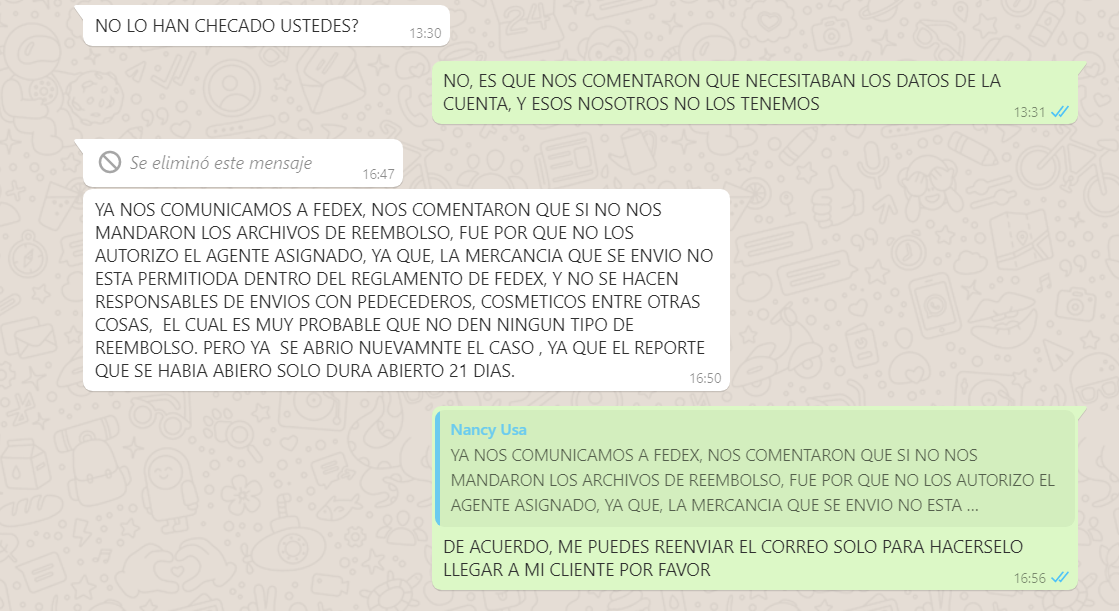 NO LO HAN CHECADO USTEDES?
13:30
NO, ES QUE NOS COMENTARON QUE NECESITABAN LOS DATOS DE LA
CUENTA, Y ESOS NOSOTROS NO LOS TENEMOS
13:31
Se eliminó este mensaje
16:47
YA NOS COMUNICAMOS A FEDEX, NOS COMENTARON QUE SI NO NOS
MANDARON LOS ARCHIVOS DE REEMBOLSO, FUE POR QUE NO LOS
AUTORIZO EL AGENTE ASIGNADO, YA QUE, LA MERCANCIA QUE SE ENVIO NO
ESTA PERMITIODA DENTRO DEL REGLAMENTO DE FEDEX, Y NO SE HACEN
RESPONSABLES DE ENVIOS CON PEDECEDEROS, COSMETICOS ENTRE OTRAS
COSAS,  EL CUAL ES MUY PROBABLE QUE NO DEN NINGUN TIPO DE
REEMBOLSO. PERO YA  SE ABRIO NUEVAMNTE EL CASO , YA QUE EL REPORTE
QUE SE HABIA ABIERO SOLO DURA ABIERTO 21 DIAS.
16:50
Nancy Usa
YA NOS COMUNICAMOS A FEDEX, NOS COMENTARON QUE SI NO NOS
MANDARON LOS ARCHIVOS DE REEMBOLSO, FUE POR QUE NO LOS AUTORIZO EL
AGENTE ASIGNADO, YA QUE, LA MERCANCIA QUE SE ENVIO NO ESTA ...
DE ACUERDO, ME PUEDES REENVIAR EL CORREO SOLO PARA HACERSELO
LLEGAR A MI CLIENTE POR FAVOR
16:56